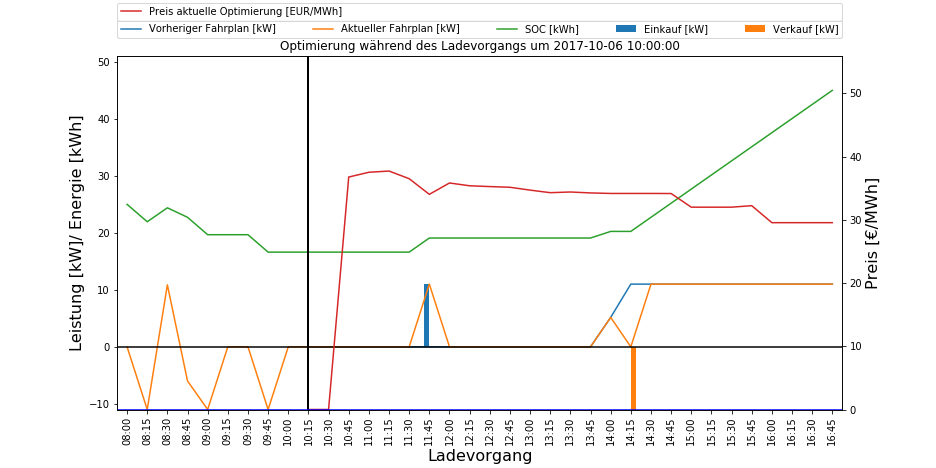 Preis aktuelle Optimierung [EUR/MWh]
Vorheriger Fahrplan [kW] Aktueller Fahrplan [kW] SOC [kWh] Einkauf [kW] Verkauf [kW]
Optimierung während des Ladevorgangs um 2017-10-06 10:00:00
50
40
30
20
10
0
−10
Leistung [kW]/ Energie [kWh]
50
40
30
20
10
0
Preis [€/MWh]
08:00 08:15 08:30 08:45 09:00 09:15 09:30 09:45 10:00 10:15 10:30 10:45 11:00 11:15 11:30 11:45 12:00 12:15 12:30 12:45 13:00 13:15 13:30 13:45 14:00 14:15 14:30 14:45 15:00 15:15 15:30 15:45 16:00 16:15 16:30 16:45
Ladevorgang